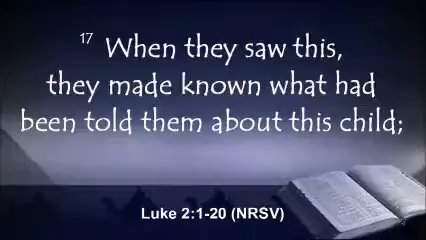 17 When they saw this,
they made known what had
been told them about this child;
Luke 2:1-20 (NRSV)